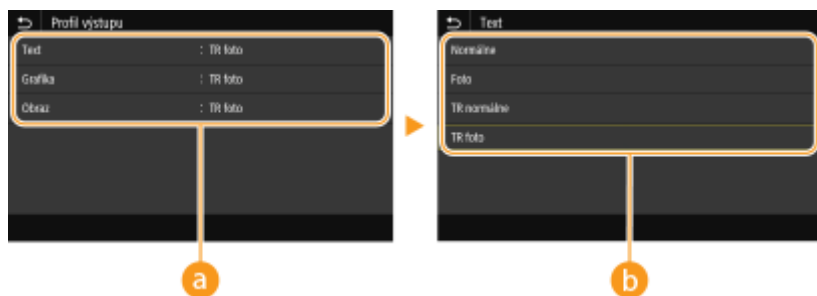 Profil výstupu
Text : TR foto
Grafika : TR foto
Obraz : TR foto
a
Text
Normálne
Foto
TR normálne
TR foto
b